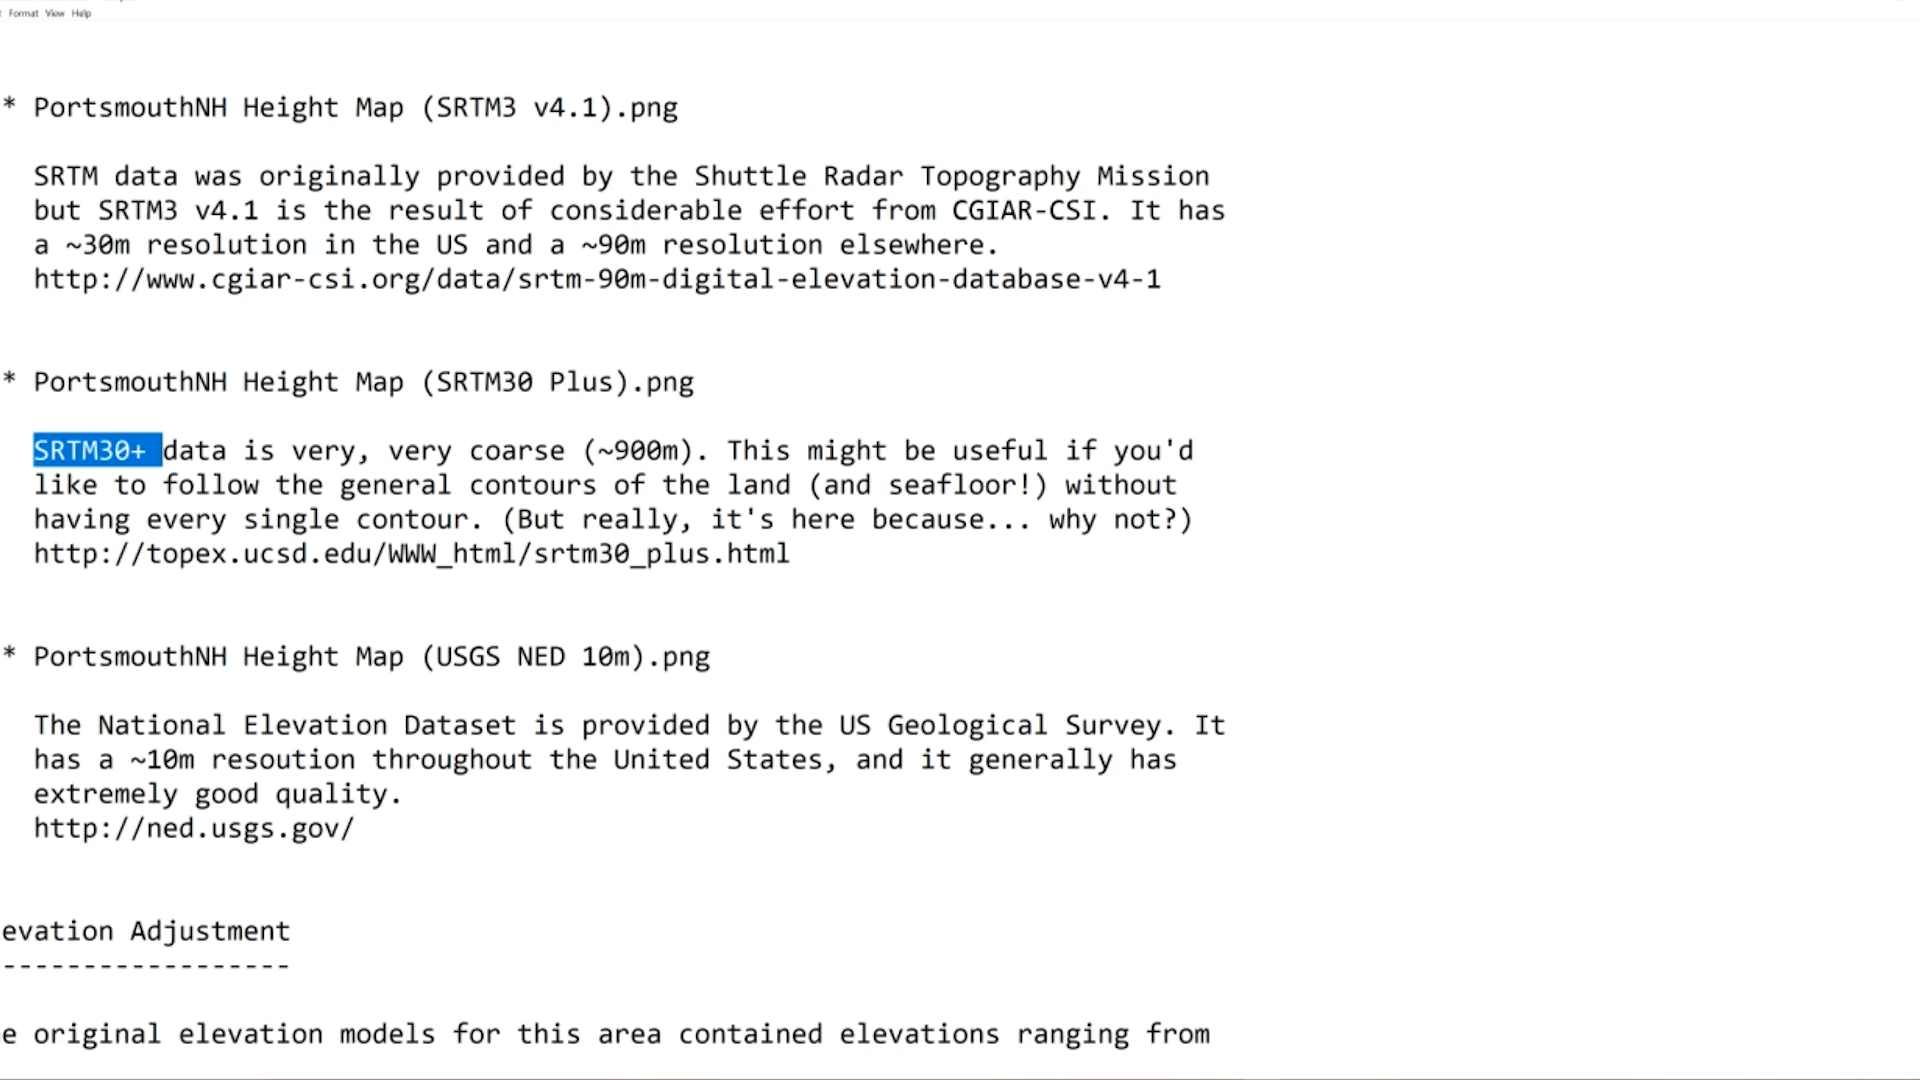 Format View Help
* PortsmouthNH Height Map (SRTM3 v4.1).png
SRTM data was originally provided by the Shuttle Radar Topography Mission
but SRTM3 v4.1 is the result of considerable effort from CGIAR-CSI. It has
a ~30m resolution in the US and a ~90m resolution elsewhere.
http://www.cgiar-csi.org/data/srtm-90m-digital-elevation-database-v4-1
* PortsmouthNH Height Map (SRTM30 Plus).png
SRTM30+ data is very, very coarse (~900m). This might be useful if you'd
like to follow the general contours of the land (and seafloor!) without
having every single contour. (But really, it's here because... why not?)
http://topex.ucsd.edu/WWW_html/srtm30_plus.html
* PortsmouthNH Height Map (USGS NED 10m).png
The National Elevation Dataset is provided by the US Geological Survey. It
has a ~10m resoution throughout the United States, and it generally has
extremely good quality.
http://ned.usgs.gov/
evation Adjustment
------------------
e original elevation models for this area contained elevations ranging from